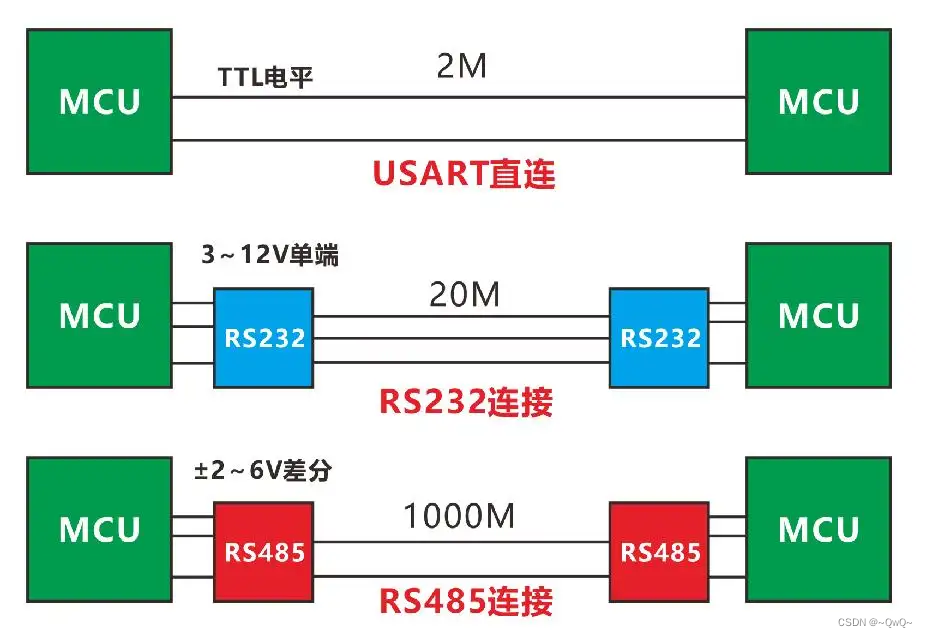 TTL电平
2M
MCU
MCU
USART直连
3~12V单端
20M
MCU
RS232
RS232
MCU
RS232连接
±2~6V差分
1000M
MCU
RS485
RS485
MCU
RS485连接
CSDN @~QwQ~